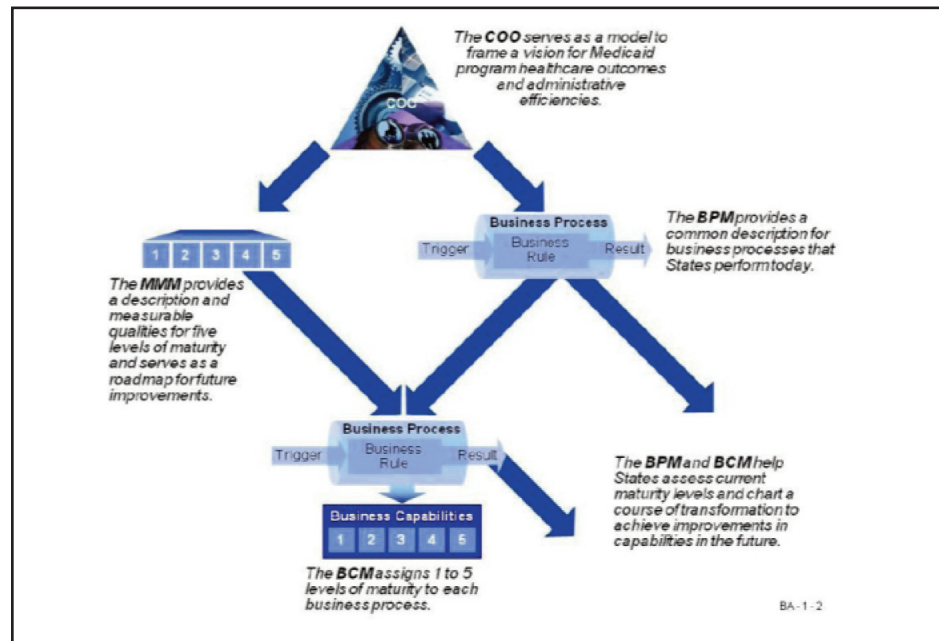 The COO serves as a model to
frame a vision for Medicaid
program healthcare outcomes
and administrative
efficiencies.
COO
Business Process
Trigger
Business
Rule
Result
The BPM provides a
common description for
business processes that
States perform today.
1 2 3 4 5
The MMM provides
a description and
measurable
qualities for five
levels of maturity
and serves as a
roadmap for future
improvements.
Business Process
Trigger
Business
Rule
Result
Business Capabilities
1 2 3 4 5
The BCM assigns 1 to 5
levels of maturity to each
business process.
The BPM and BCM help
States assess current
maturity levels and chart a
course of transformation to
achieve improvements in
capabilities in the future.
BA - 1 - 2